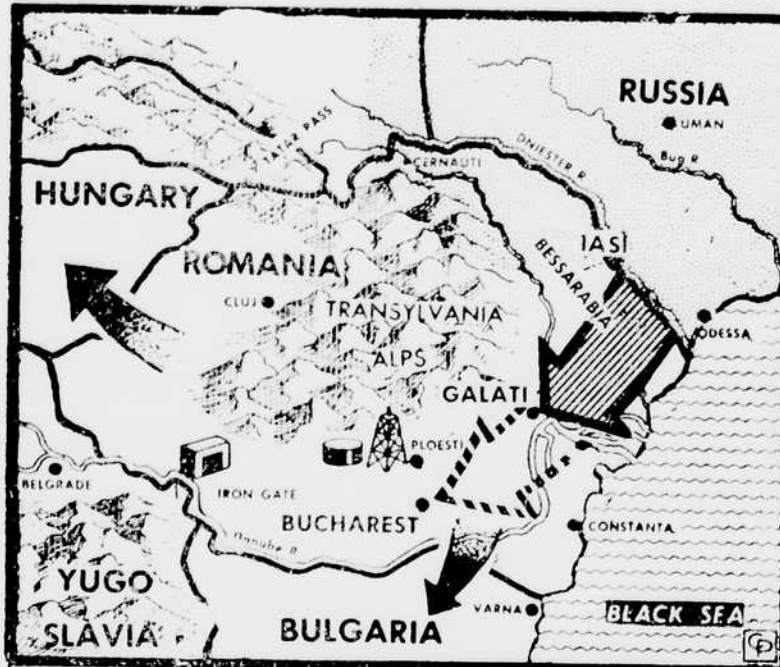 RUSSIA
UMAN
TATAR PASS
DNIESTER R.
Bug R.
CERNAUTI
HUNGARY
IASI
ROMANIA
BESSARABIA
CLUJ
TRANSYLVANIA
ALPS
ODESSA
GALATI
PLOESTI
BELGRADE
IRON GATE
BUCHAREST
CONSTANTA
Danube R.
YUGO
SLAVIA
BULGARIA
VARNA
BLACK SEA
CP